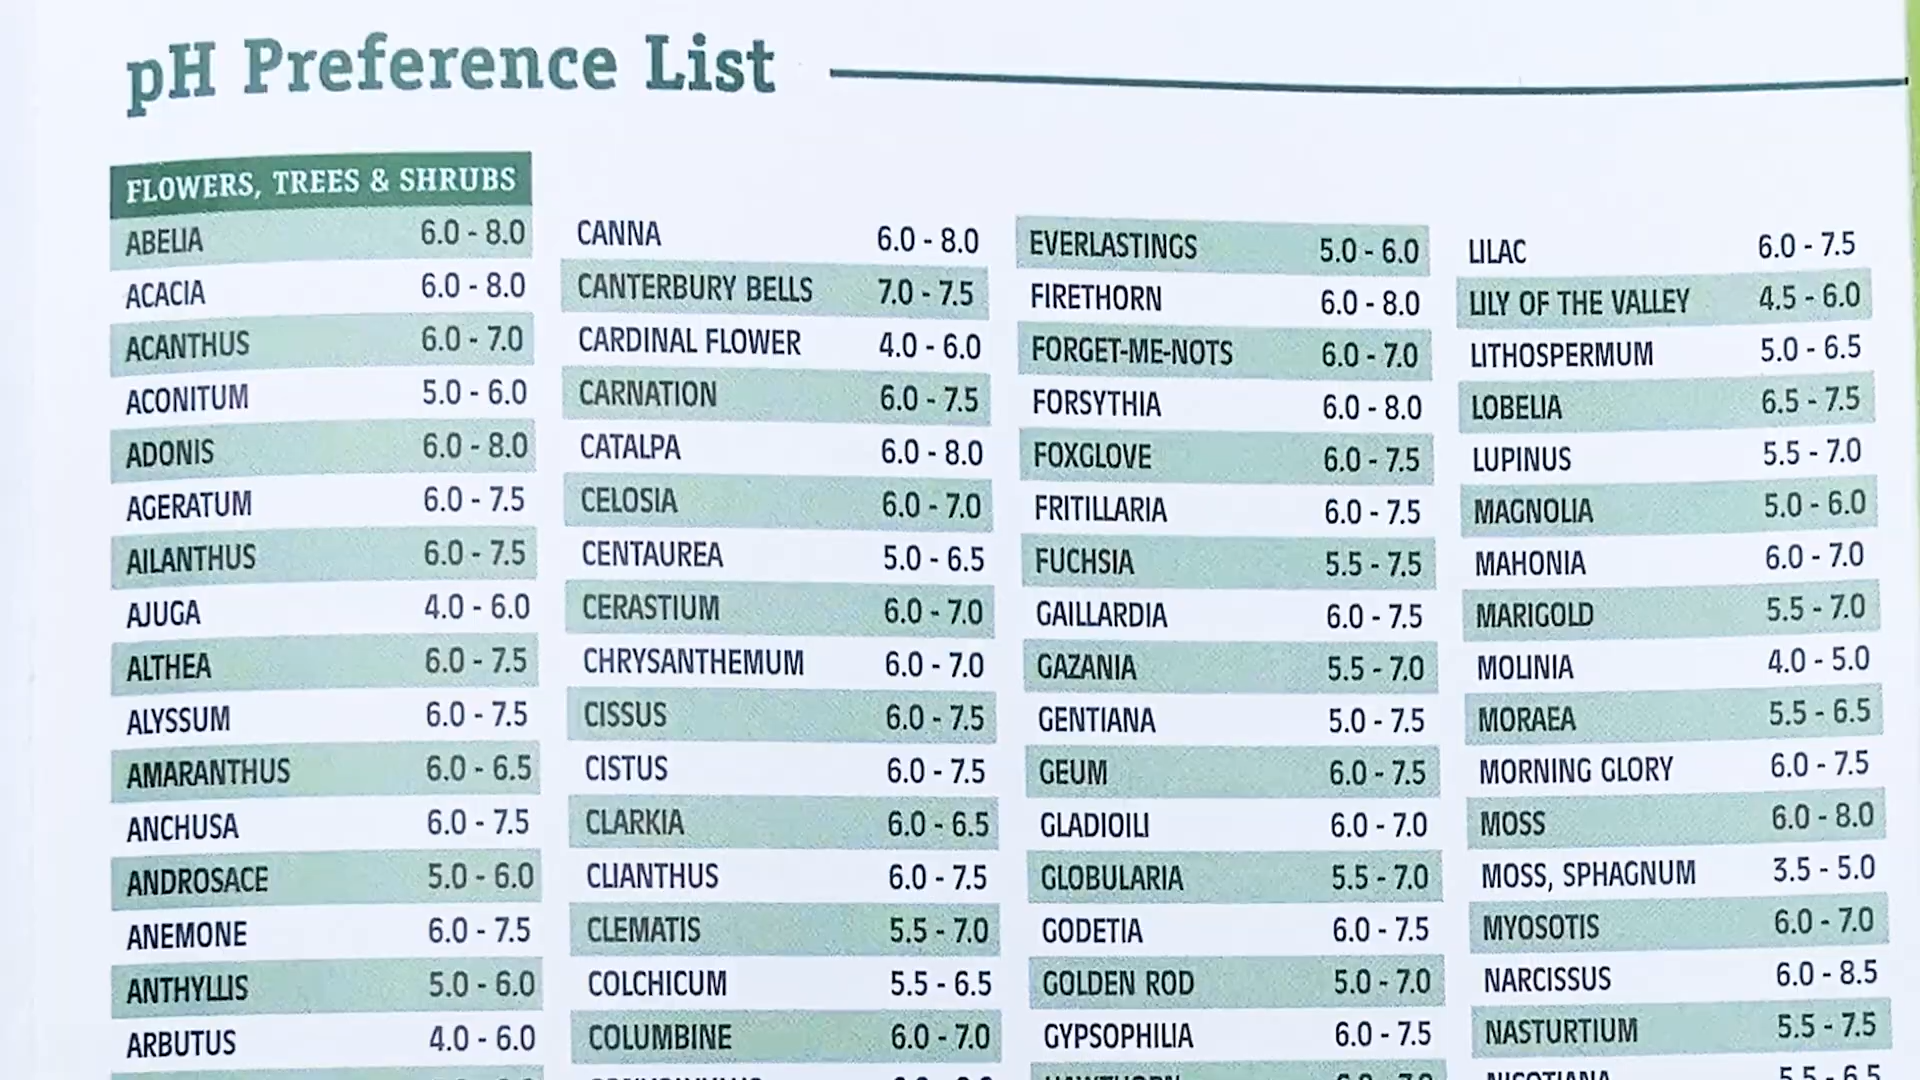 pH Preference List
FLOWERS, TREES & SHRUBS
ABELIA 6.0 - 8.0
ACACIA 6.0 - 8.0
ACANTHUS 6.0 - 7.0
ACONITUM 5.0 - 6.0
ADONIS 6.0 - 8.0
AGERATUM 6.0 - 7.5
AILANTHUS 6.0 - 7.5
AJUGA 4.0 - 6.0
ALTHEA 6.0 - 7.5
ALYSSUM 6.0 - 7.5
AMARANTHUS 6.0 - 6.5
ANCHUSA 6.0 - 7.5
ANDROSACE 5.0 - 6.0
ANEMONE 6.0 - 7.5
ANTHYLLIS 5.0 - 6.0
ARBUTUS 4.0 - 6.0
CANNA 6.0 - 8.0
CANTERBURY BELLS 7.0 - 7.5
CARDINAL FLOWER 4.0 - 6.0
CARNATION 6.0 - 7.5
CATALPA 6.0 - 8.0
CELOSIA 6.0 - 7.0
CENTAUREA 5.0 - 6.5
CERASTIUM 6.0 - 7.0
CHRYSANTHEMUM 6.0 - 7.0
CISSUS 6.0 - 7.5
CISTUS 6.0 - 7.5
CLARKIA 6.0 - 6.5
CLIANTHUS 6.0 - 7.5
CLEMATIS 5.5 - 7.0
COLCHICUM 5.5 - 6.5
COLUMBINE 6.0 - 7.0
EVERLASTINGS 5.0 - 6.0
FIRETHORN 6.0 - 8.0
FORGET-ME-NOTS 6.0 - 7.0
FORSYTHIA 6.0 - 8.0
FOXGLOVE 6.0 - 7.5
FRITILLARIA 6.0 - 7.5
FUCHSIA 5.5 - 7.5
GAILLARDIA 6.0 - 7.5
GAZANIA 5.5 - 7.0
GENTIANA 5.0 - 7.5
GEUM 6.0 - 7.5
GLADIOILI 6.0 - 7.0
GLOBULARIA 5.5 - 7.0
GODETIA 6.0 - 7.5
GOLDEN ROD 5.0 - 7.0
GYPSOPHILIA 6.0 - 7.5
HAWTHORN
LILAC 6.0 - 7.5
LILY OF THE VALLEY 4.5 - 6.0
LITHOSPERMUM 5.0 - 6.5
LOBELIA 6.5 - 7.5
LUPINUS 5.5 - 7.0
MAGNOLIA 5.0 - 6.0
MAHONIA 6.0 - 7.0
MARIGOLD 5.5 - 7.0
MOLINIA 4.0 - 5.0
MORAEA 5.5 - 6.5
MORNING GLORY 6.0 - 7.5
MOSS 6.0 - 8.0
MOSS, SPHAGNUM 3.5 - 5.0
MYOSOTIS 6.0 - 7.0
NARCISSUS 6.0 - 8.5
NASTURTIUM 5.5 - 7.5
NICOTIANA 5.5 - 6.5